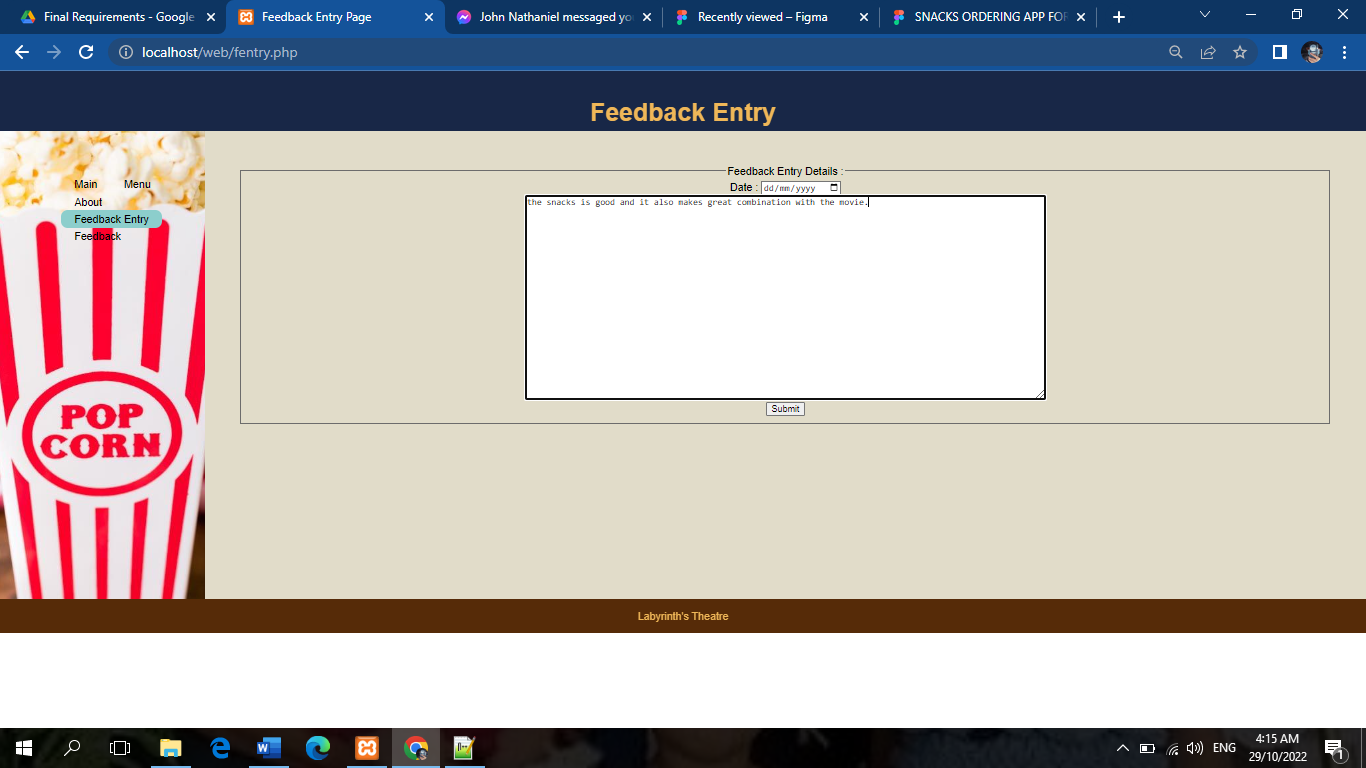 Final Requirements - Google
Feedback Entry Page
John Nathaniel messaged yo
Recently viewed – Figma
SNACKS ORDERING APP FOR
localhost/web/fentry.php
Feedback Entry
Main Menu
About
Feedback Entry
Feedback
POP
CORN
Feedback Entry Details :
Date : dd/mm/yyyy
the snacks is good and it also makes great combination with the movie.
Submit
Labyrinth's Theatre
ENG
4:15 AM
29/10/2022
1